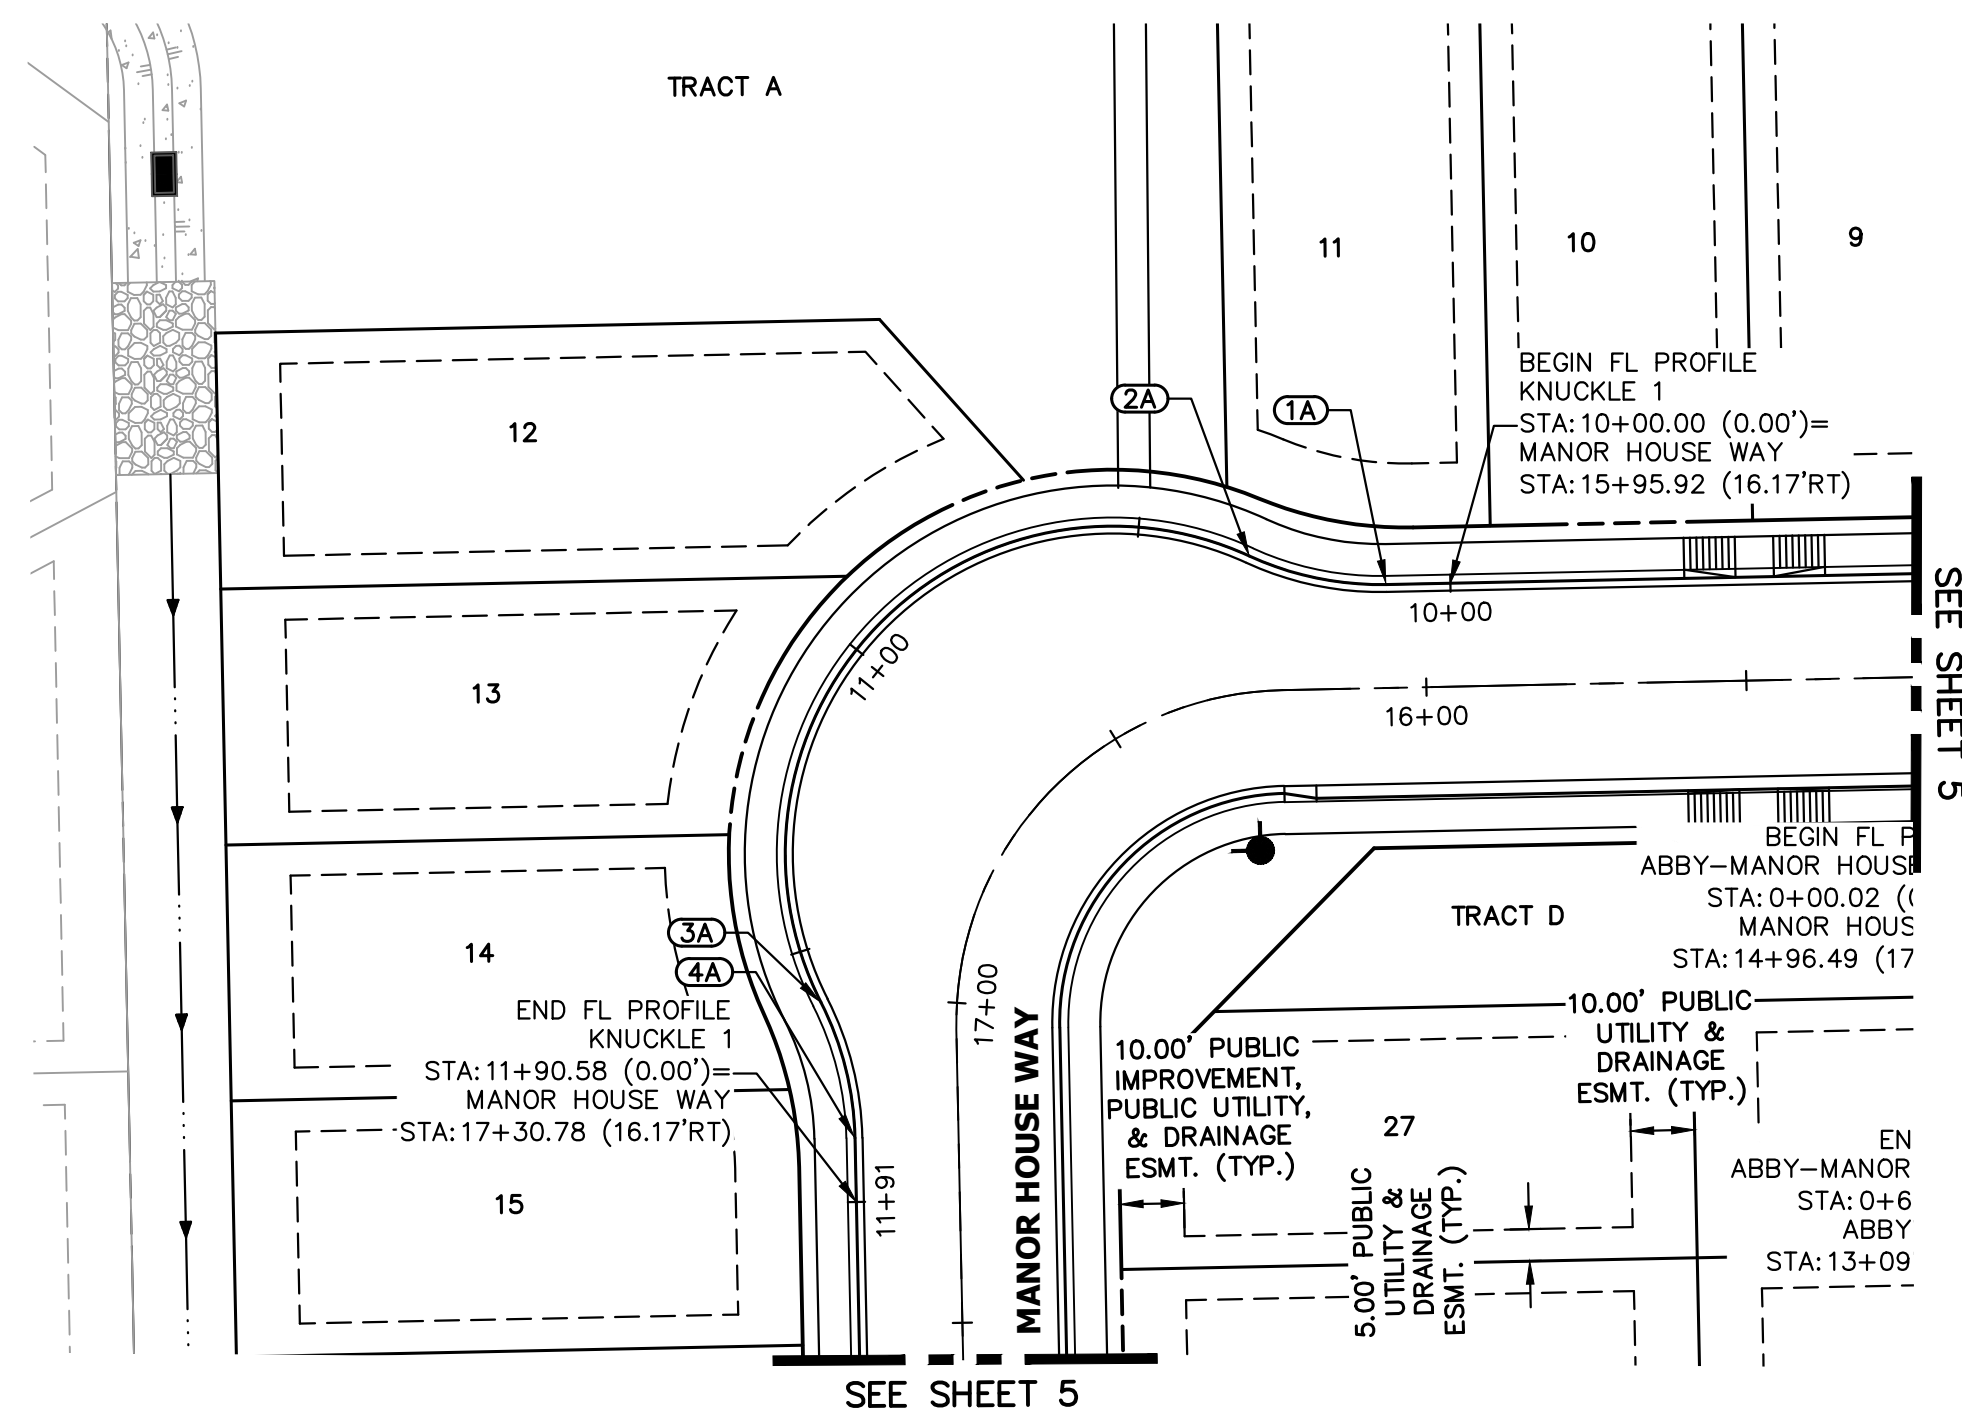 TRACT A
11
10
9
12
2A
1A
BEGIN FL PROFILE
KNUCKLE 1
STA:10+00.00 (0.00')=
MANOR HOUSE WAY
STA:15+95.92 (16.17'RT)
10+00
11+00
13
16+00
SEE SHEET 5
BEGIN FL P
ABBY-MANOR HOUSE
STA:0+00.02 (
MANOR HOUS
STA:14+96.49 (17
TRACT D
14
3A
4A
END FL PROFILE
KNUCKLE 1
STA:11+90.58 (0.00')=
MANOR HOUSE WAY
STA:17+30.78 (16.17'RT)
17+00
MANOR HOUSE WAY
10.00' PUBLIC
IMPROVEMENT,
PUBLIC UTILITY,
& DRAINAGE
ESMT. (TYP.)
10.00' PUBLIC
UTILITY &
DRAINAGE
ESMT. (TYP.)
27
15
11+91
5.00' PUBLIC
UTILITY &
DRAINAGE
ESMT. (TYP.)
EN
ABBY-MANOR
STA:0+6
ABBY
STA:13+09
SEE SHEET 5